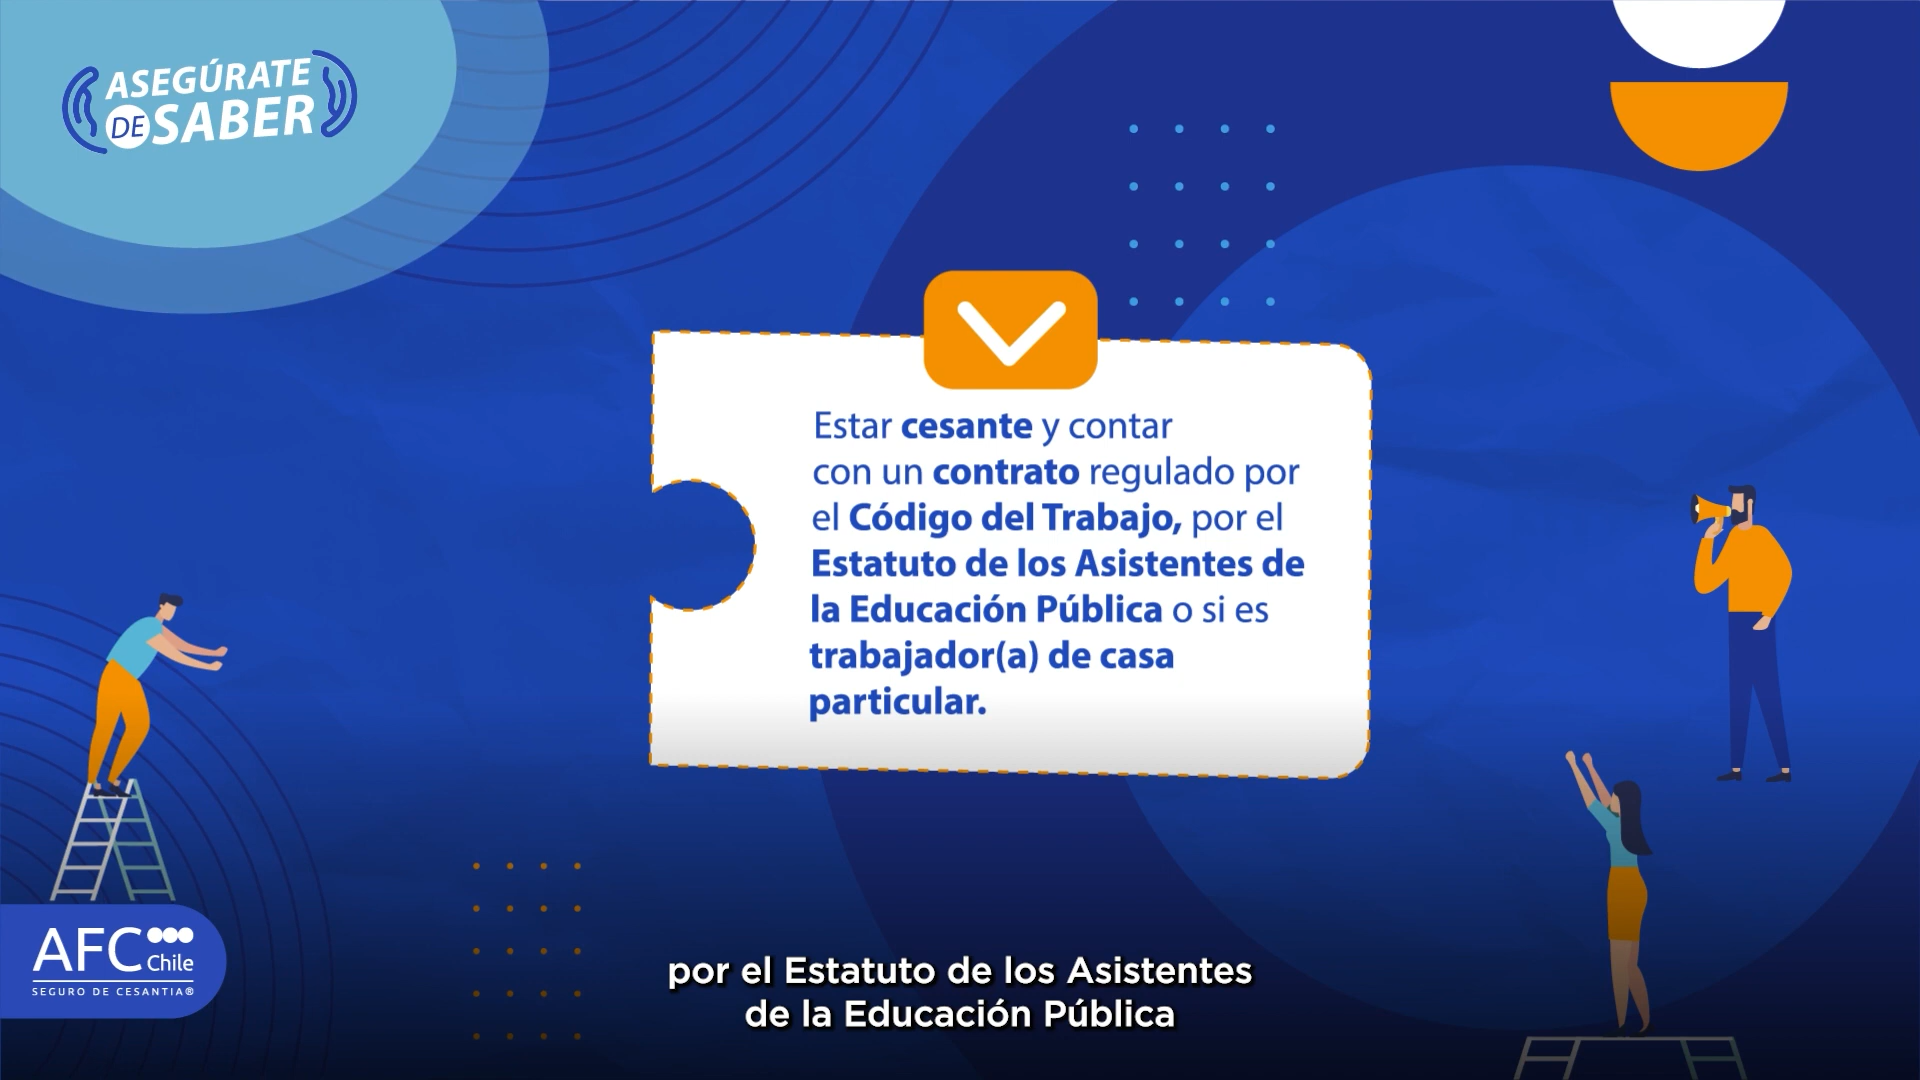 ASEGÚRATE
DE SABER
Estar cesante y contar
con un contrato regulado por
el Código del Trabajo, por el
Estatuto de los Asistentes de
la Educación Pública o si es
trabajador(a) de casa
particular.
AFC
Chile
SEGURO DE CESANTIA®
por el Estatuto de los Asistentes
de la Educación Pública